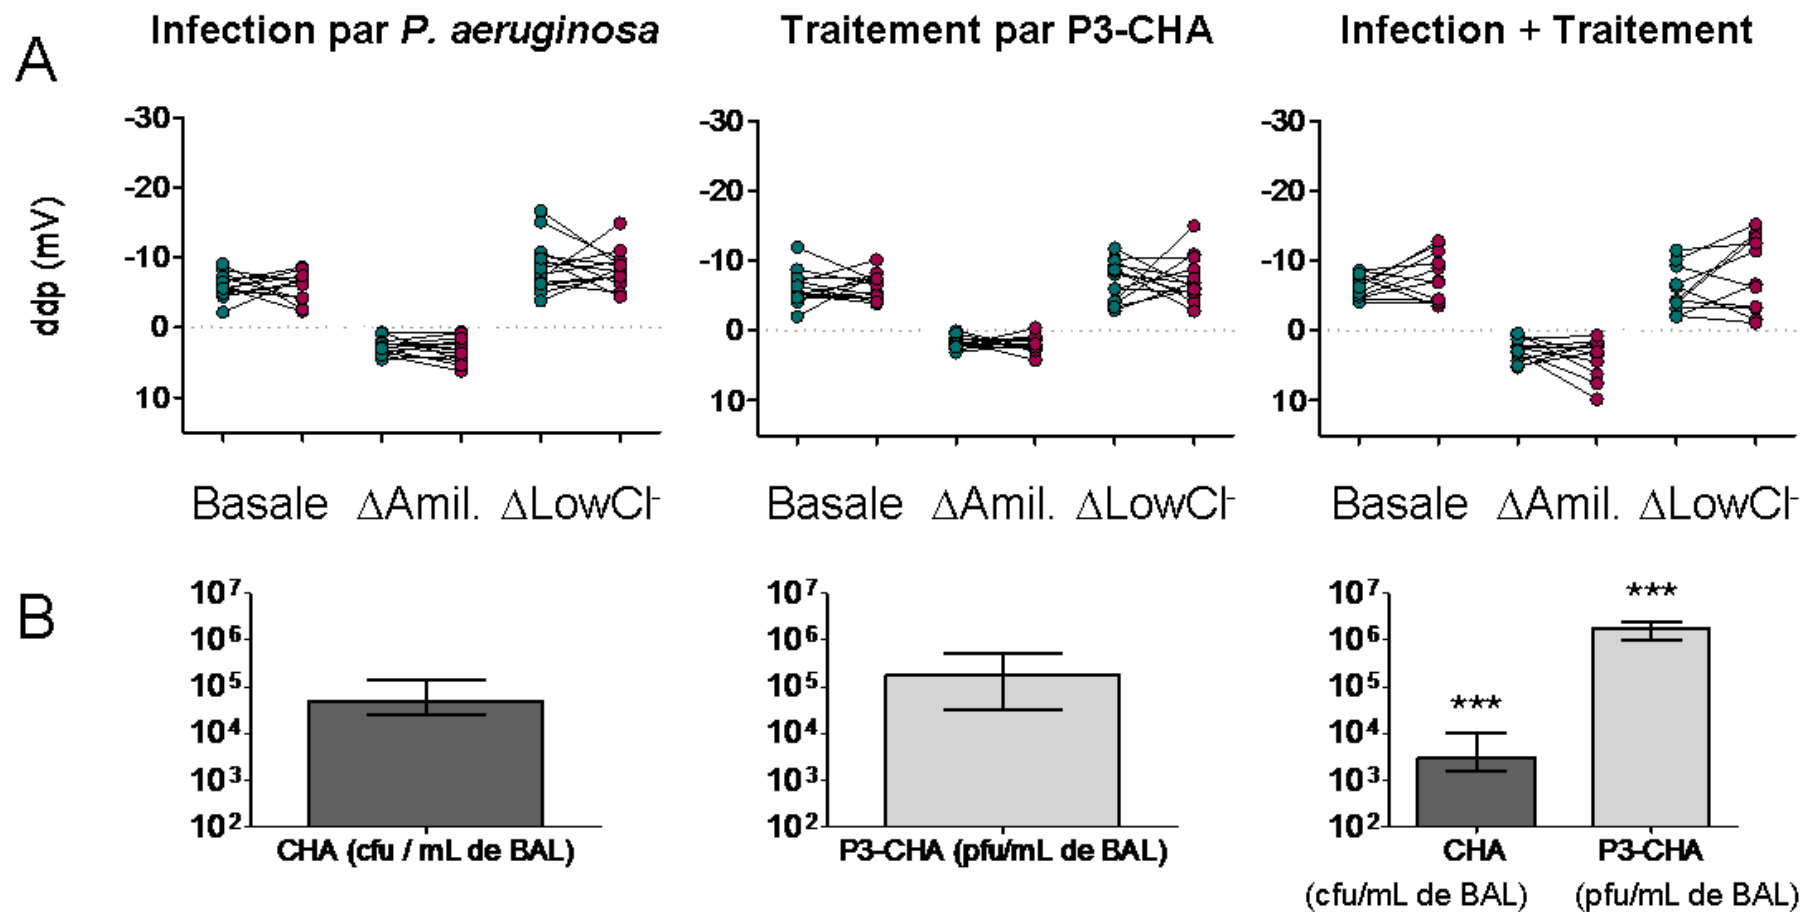 Infection par P. aeruginosa
Traitement par P3-CHA
Infection + Traitement
A
ddp (mV)
-30
-20
-10
0
10
-30
-20
-10
0
10
-30
-20
-10
0
10
Basale ΔAmil. ΔLowCl⁻
Basale ΔAmil. ΔLowCl⁻
Basale ΔAmil. ΔLowCl⁻
B
10⁷
10⁶
10⁵
10⁴
10³
10²
CHA (cfu / mL de BAL)
10⁷
10⁶
10⁵
10⁴
10³
10²
P3-CHA (pfu/mL de BAL)
10⁷
10⁶
10⁵
10⁴
10³
10²
***
***
CHA
(cfu/mL de BAL)
P3-CHA
(pfu/mL de BAL)